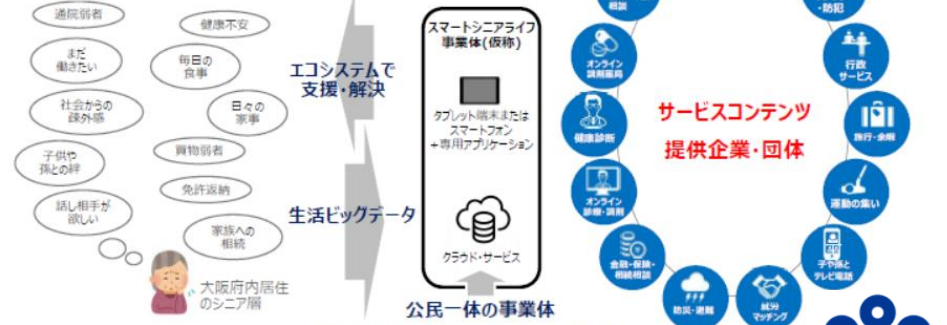 通院弱者
健康不安
まだ
働きたい
毎日の
食事
社会からの
疎外感
日々の
家事
子供や
孫との絆
買物弱者
免許返納
話し相手が
欲しい
家族への
相続
大阪府内居住
のシニア層
エコシステムで
支援・解決
生活ビッグデータ
スマートシニアライフ
事業体(仮称)
タブレット端末または
スマートフォン
+専用アプリケーション
クラウド・サービス
公民一体の事業体
相談
・防犯
オンライン
調剤薬局
行政
サービス
健康診断
旅行・余暇
オンライン
診療・調剤
運動の集い
金融・保険・
相続相談
子や孫と
テレビ電話
防災・避難
就労
マッチング
サービスコンテンツ
提供企業・団体